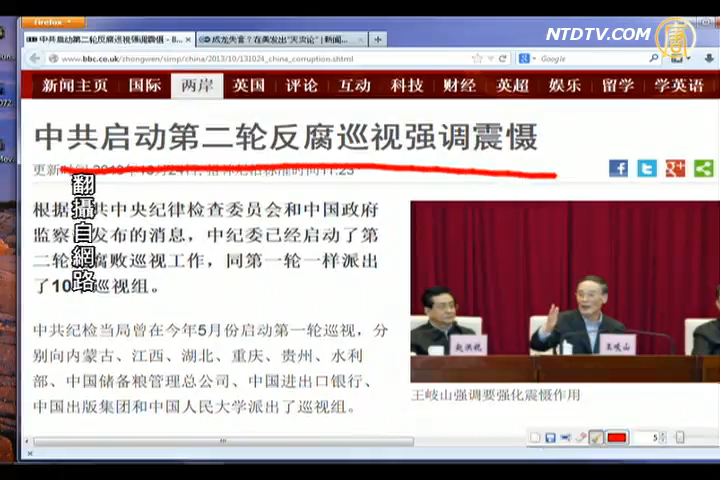 firefox
NTDTV.COM
中共启动第二轮反腐巡视强调震慑 - B...
成龙失言？在美发出"天灾论" | 新闻...
www.bbc.co.uk/zhongwen/simp/china/2013/10/131024_china_corruption.shtml
Google
新闻主页 国际 两岸 英国 评论 互动 科技 财经 英超 娱乐 留学 学英语
中共启动第二轮反腐巡视强调震慑
更新时间
11:23
翻攝自網路
根据 共中央纪律检查委员会和中国政府
监察 发布的消息，中纪委已经启动了第
二轮 腐败巡视工作，同第一轮一样派出
了10 巡视组。
中共纪检当局曾在今年5月份启动第一轮巡视，分
别向内蒙古、江西、湖北、重庆、贵州、水利
部、中国储备粮管理总公司、中国进出口银行、
中国出版集团和中国人民大学派出了巡视组。
赵洪祝
王岐山
王岐山强调要强化震慑作用
5